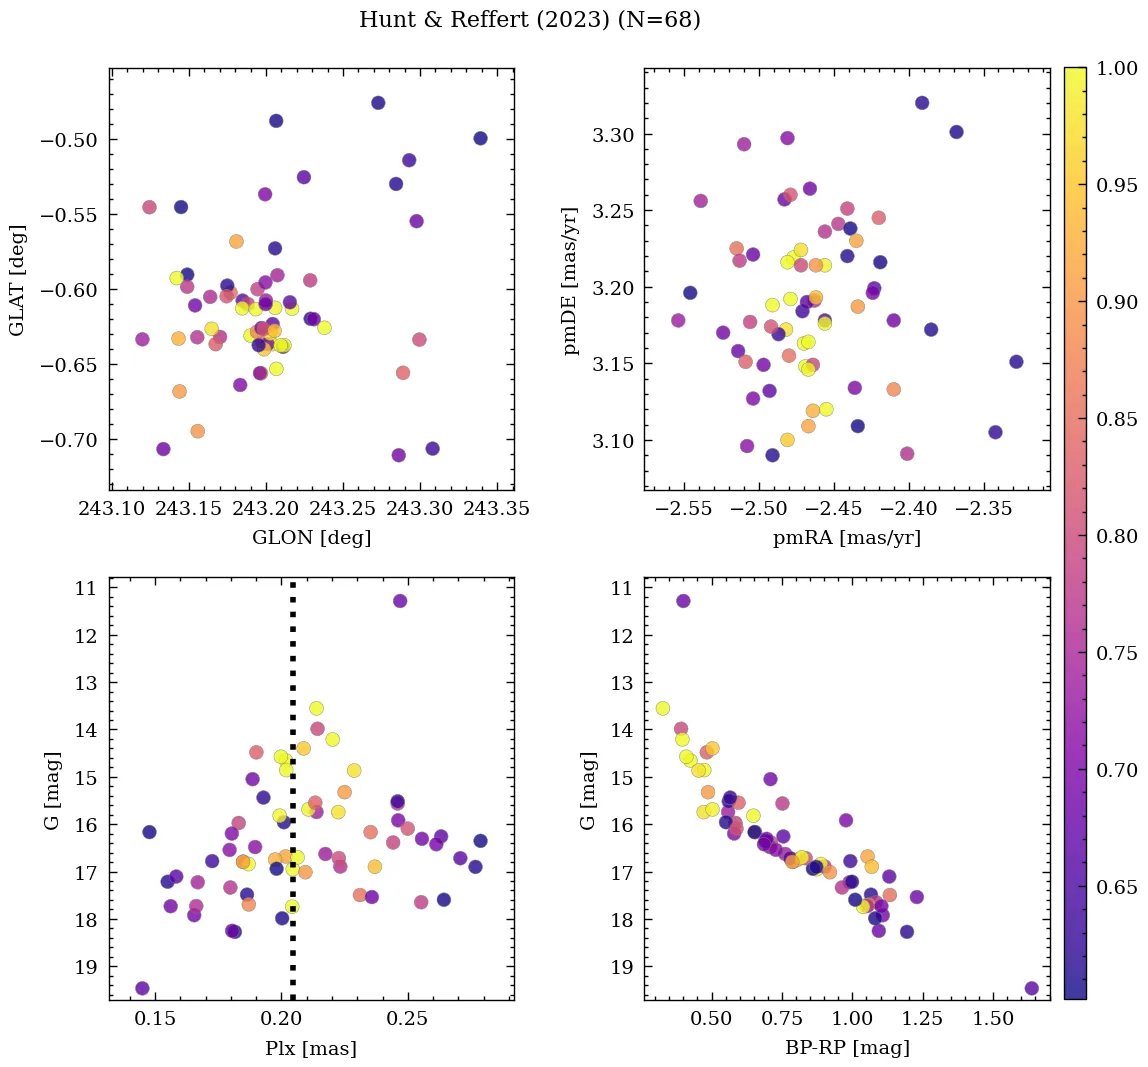 Hunt & Reffert (2023) (N=68)
−0.50
−0.55
−0.60
−0.65
−0.70
GLAT [deg]
243.10 243.15 243.20 243.25 243.30 243.35
GLON [deg]
3.30
3.25
3.20
3.15
3.10
pmDE [mas/yr]
−2.55 −2.50 −2.45 −2.40 −2.35
pmRA [mas/yr]
11
12
13
14
15
16
17
18
19
G [mag]
0.15 0.20 0.25
Plx [mas]
11
12
13
14
15
16
17
18
19
G [mag]
0.50 0.75 1.00 1.25 1.50
BP-RP [mag]
1.00
0.95
0.90
0.85
0.80
0.75
0.70
0.65